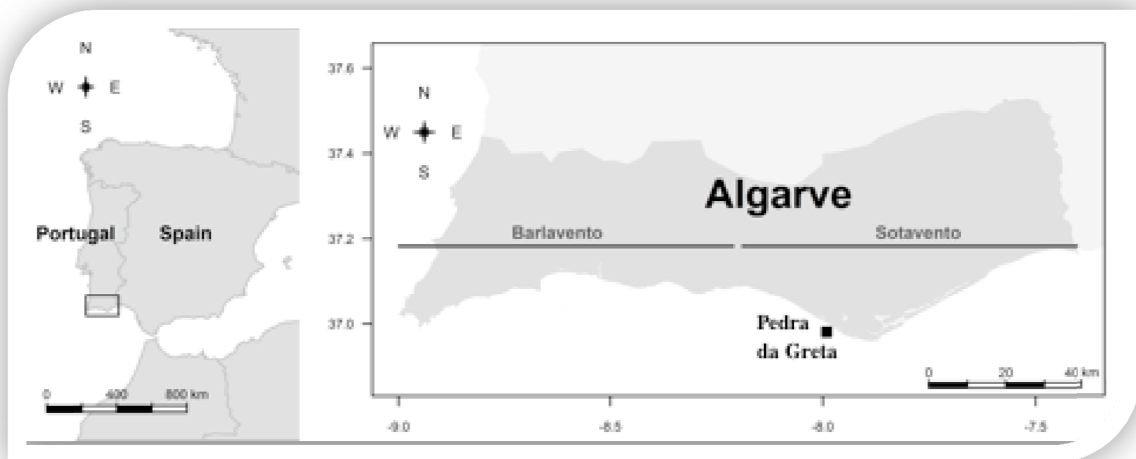 N
W E
S
Portugal Spain
0 400 800 km
37.6
37.4
37.2
37.0
N
W E
S
Algarve
Barlavento Sotavento
Pedra
da Greta
0 20 40 km
-9.0 -8.5 -8.0 -7.5